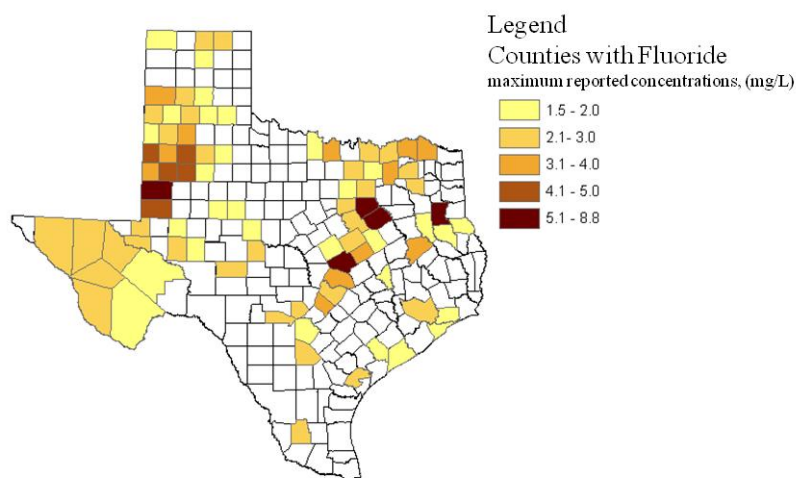 Legend
Counties with Fluoride
maximum reported concentrations, (mg/L)
1.5 - 2.0
2.1 - 3.0
3.1 - 4.0
4.1 - 5.0
5.1 - 8.8